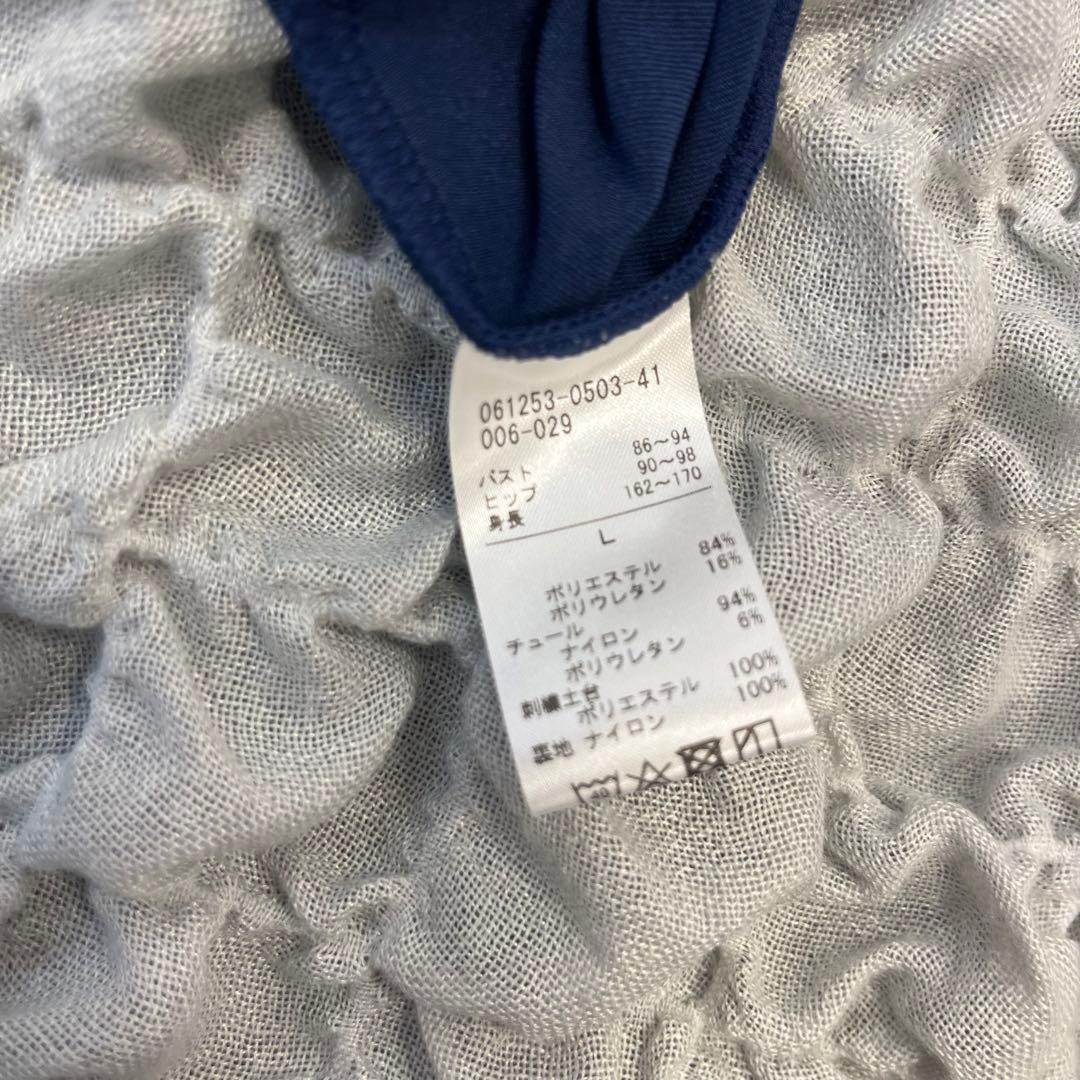 061253-0503-41
006-029
バスト 86～94
ヒップ 90～98
身長 162～170
L
ポリエステル 84%
ポリウレタン 16%
チュール
ナイロン 94%
ポリウレタン 6%
刺繍土台
ポリエステル 100%
裏地 ナイロン 100%